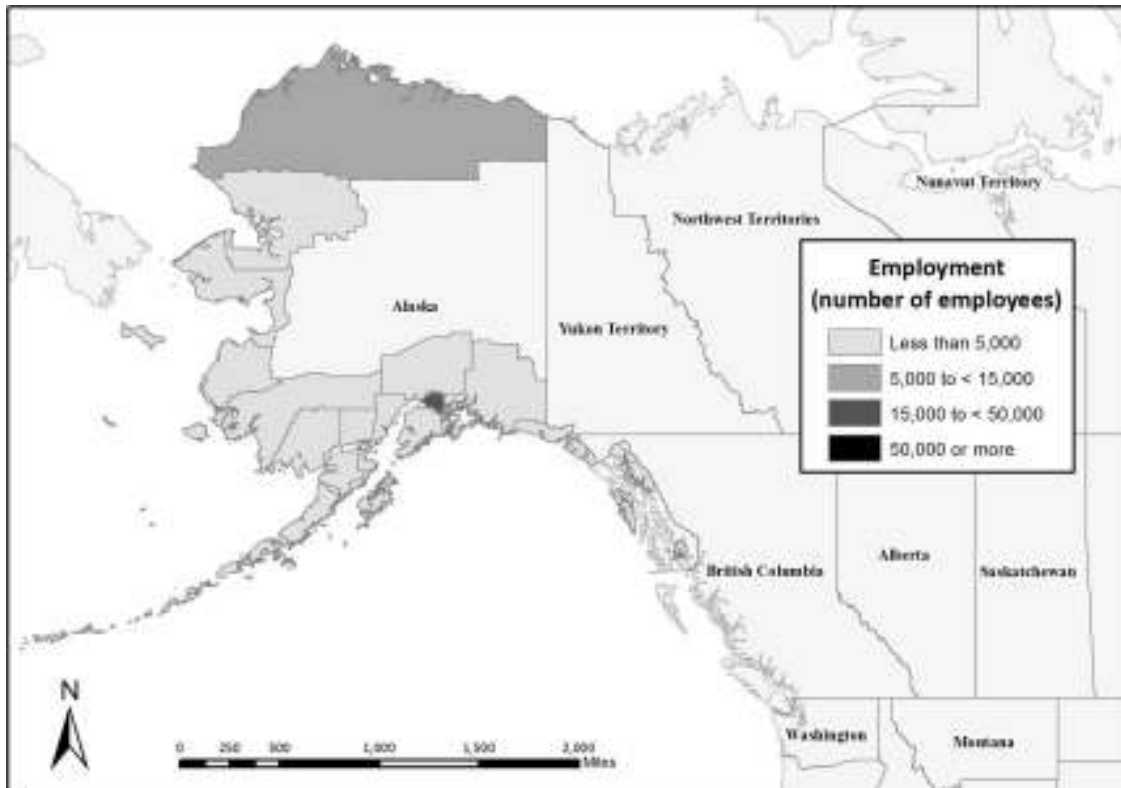 Nunavut Territory
Northwest Territories
Employment
(number of employees)
Less than 5,000
5,000 to < 15,000
15,000 to < 50,000
50,000 or more
Alaska
Yukon Territory
British Columbia
Alberta
Saskatchewan
N
0 250 500 1,000 1,500 2,000
Miles
Washington
Montana